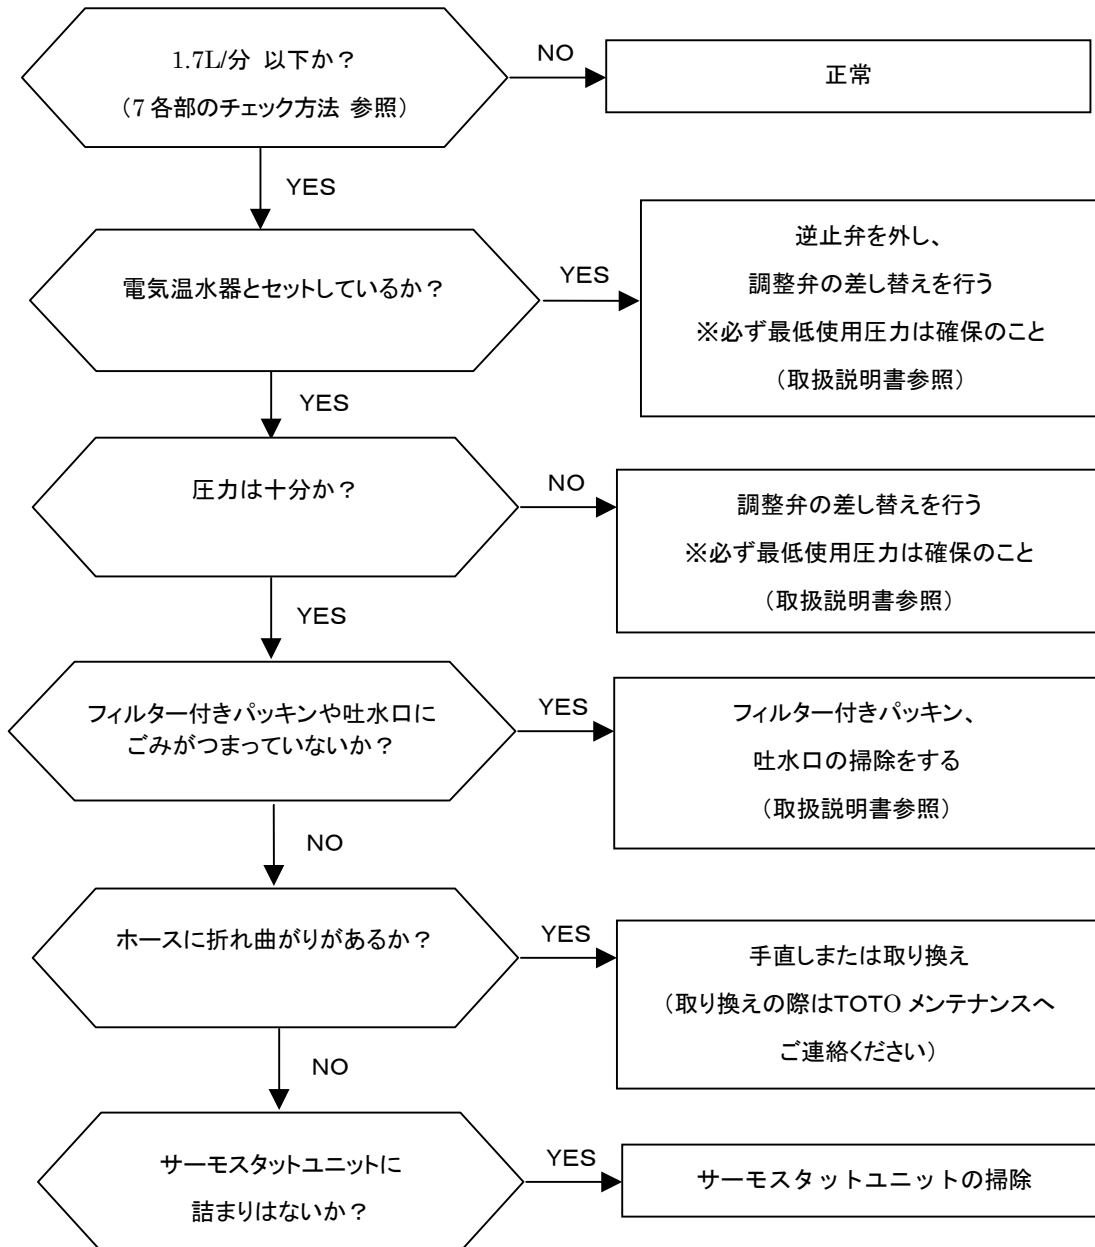 1.7L/分 以下か?
(7 各部のチェック方法 参照)
NO
正常
YES
電気温水器とセットしているか?
YES
逆止弁を外し、
調整弁の差し替えを行う
※必ず最低使用圧力は確保のこと
(取扱説明書参照)
YES
圧力は十分か?
NO
調整弁の差し替えを行う
※必ず最低使用圧力は確保のこと
(取扱説明書参照)
YES
フィルター付きパッキンや吐水口に
ごみがつまっていないか?
YES
フィルター付きパッキン、
吐水口の掃除をする
(取扱説明書参照)
NO
ホースに折れ曲がりがあるか?
YES
手直しまたは取り換え
(取り換えの際はTOTO メンテナンスへ
ご連絡ください)
NO
サーモスタットユニットに
詰まりはないか?
YES
サーモスタットユニットの掃除